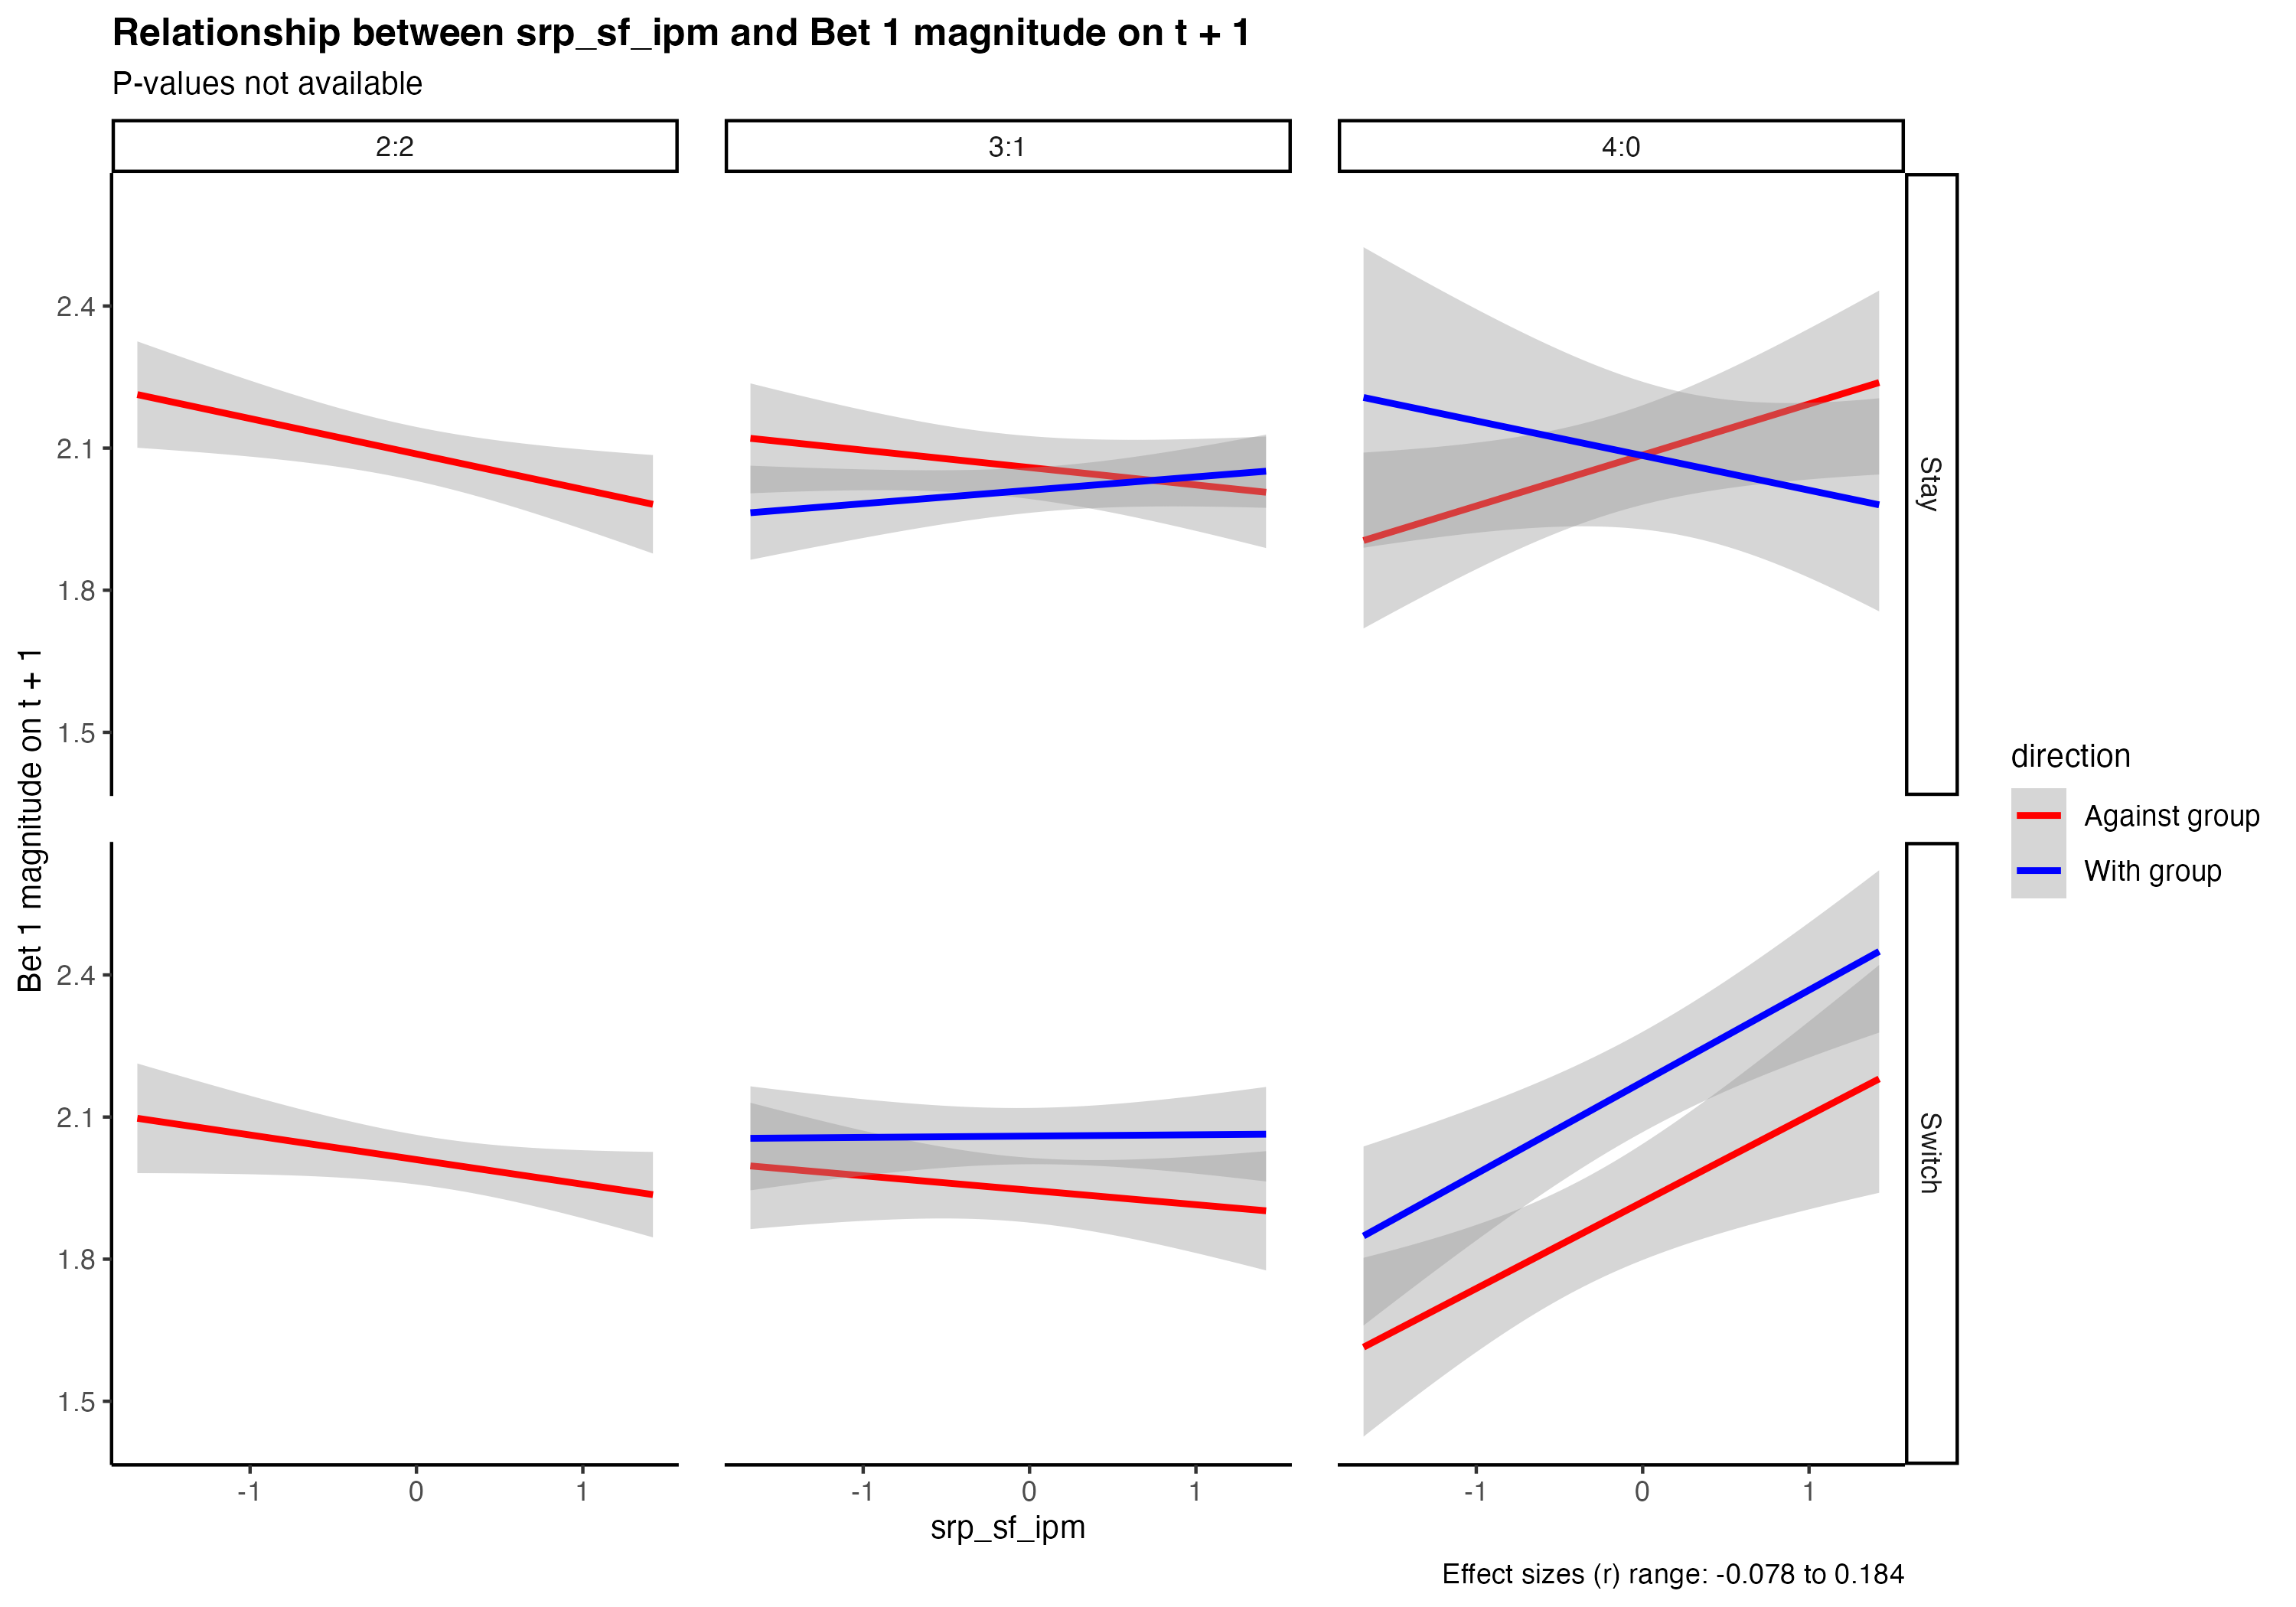 Relationship between srp_sf_ipm and Bet 1 magnitude on t + 1
P-values not available
2:2
3:1
4:0
2.4
2.1
1.8
1.5
Stay
Bet 1 magnitude on t + 1
direction
Against group
With group
2.4
2.1
1.8
1.5
Switch
-1
0
1
-1
0
1
-1
0
1
srp_sf_ipm
Effect sizes (r) range: -0.078 to 0.184